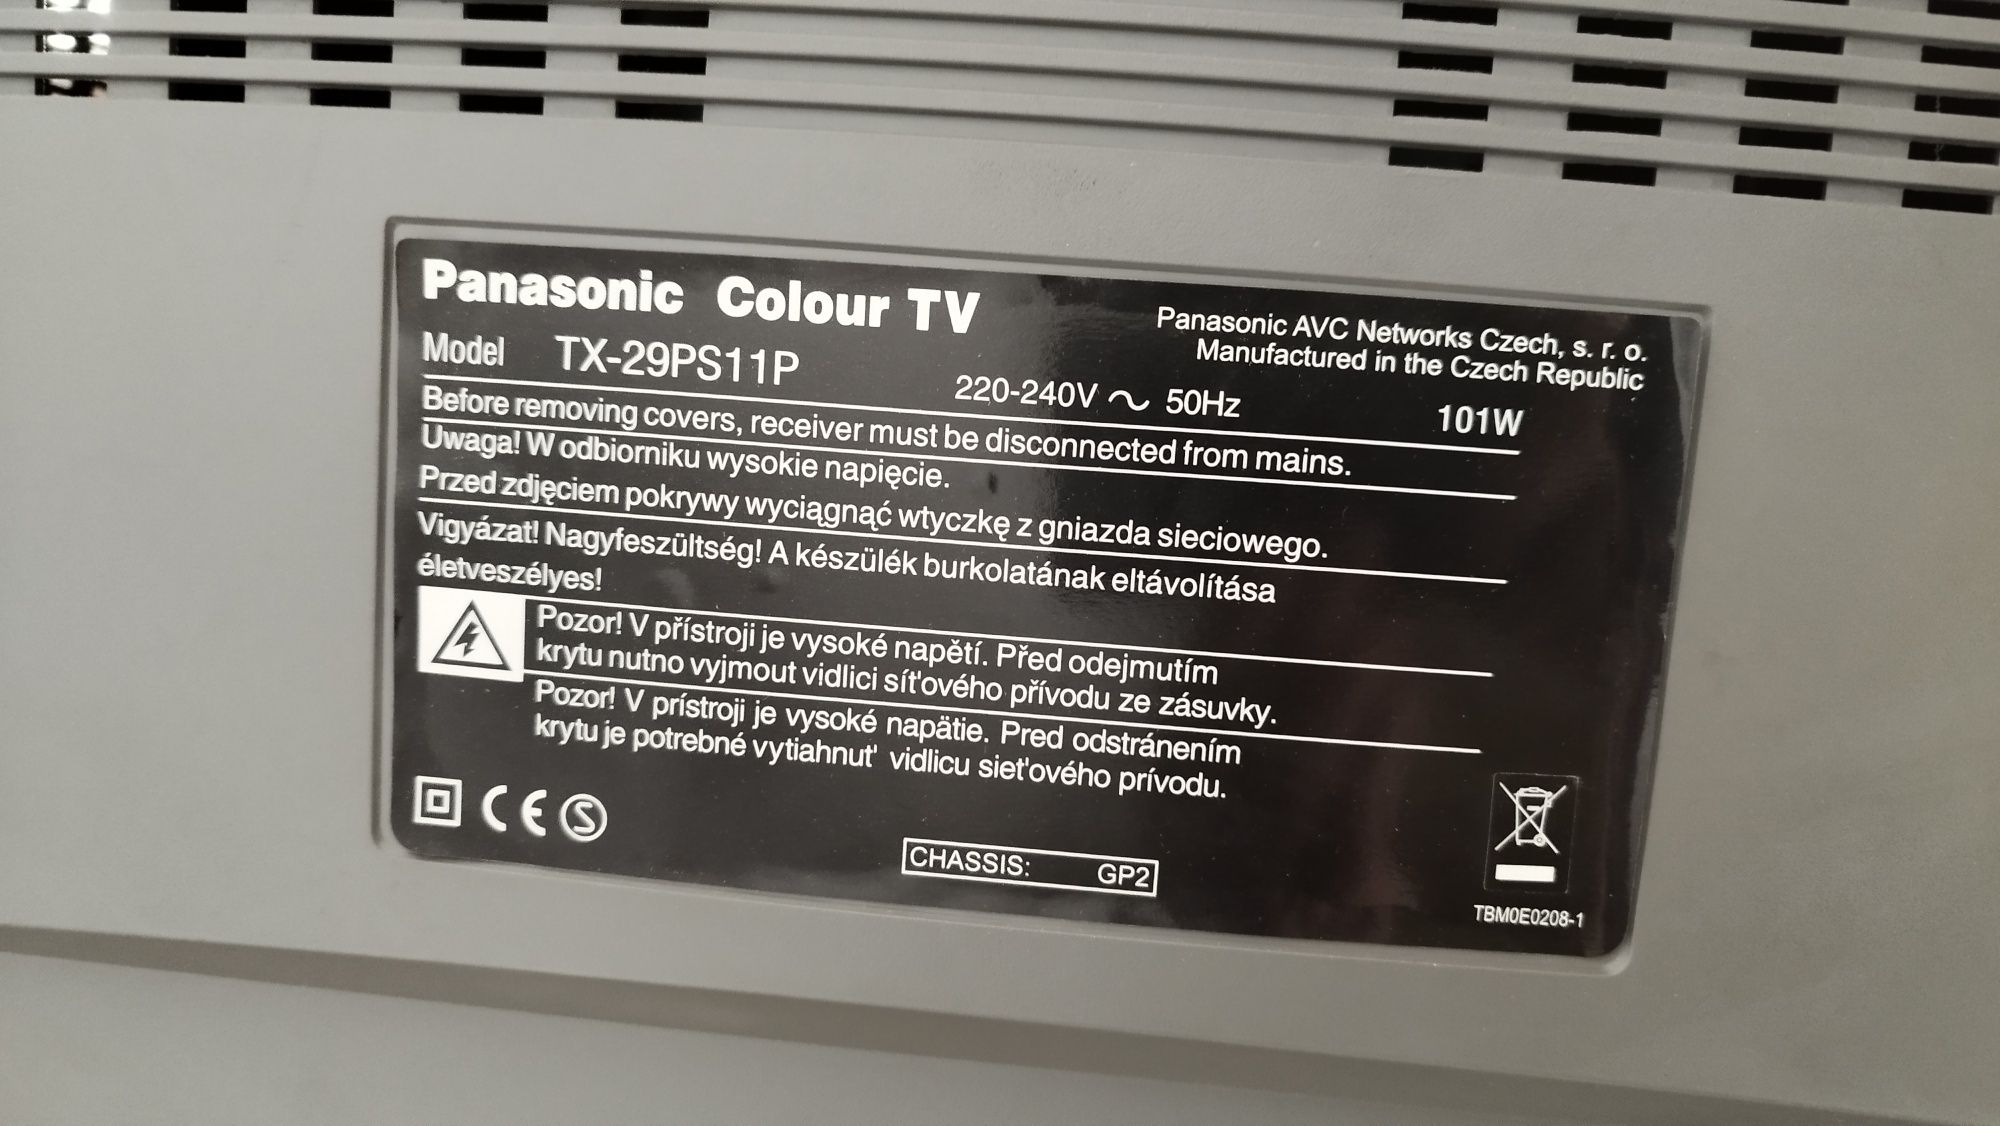 Panasonic Colour TV
Panasonic AVC Networks Czech, s. r. o.
Manufactured in the Czech Republic
Model TX-29PS11P 220-240V ~ 50Hz 101W
Before removing covers, receiver must be disconnected from mains.
Uwaga! W odbiorniku wysokie napięcie.
Przed zdjęciem pokrywy wyciągnąć wtyczkę z gniazda sieciowego.
Vigyázat! Nagyfeszültség! A készülék burkolatának eltávolítása
életveszélyes!
Pozor! V přístroji je vysoké napětí. Před odejmutím
krytu nutno vyjmout vidlici sít'ového přívodu ze zásuvky.
Pozor! V prístroji je vysoké napätie. Pred odstránením
krytu je potrebné vytiahnut' vidlicu siet'ového prívodu.
CE S
CHASSIS: GP2
TBM0E0208-1